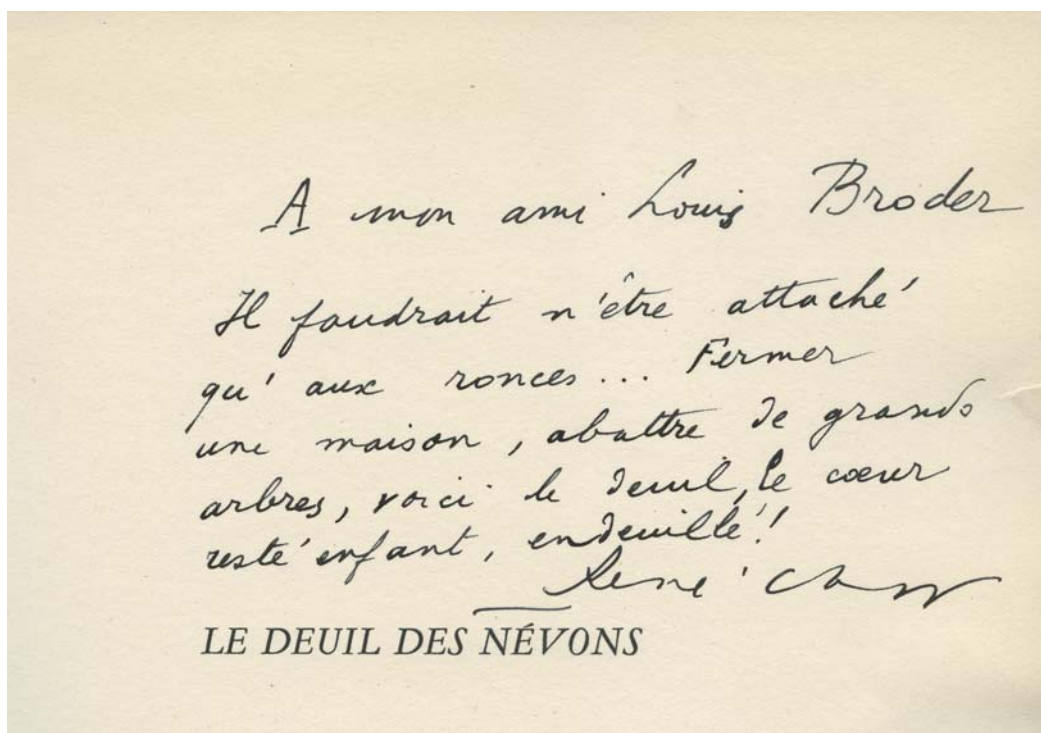 A mon ami Louis Broder
Il faudrait n'être attaché
qu'aux ronces... Fermer
une maison, abattre de grands
arbres, voici le deuil, le cœur
resté enfant, endeuillé!
René Char
LE DEUIL DES NÉVONS